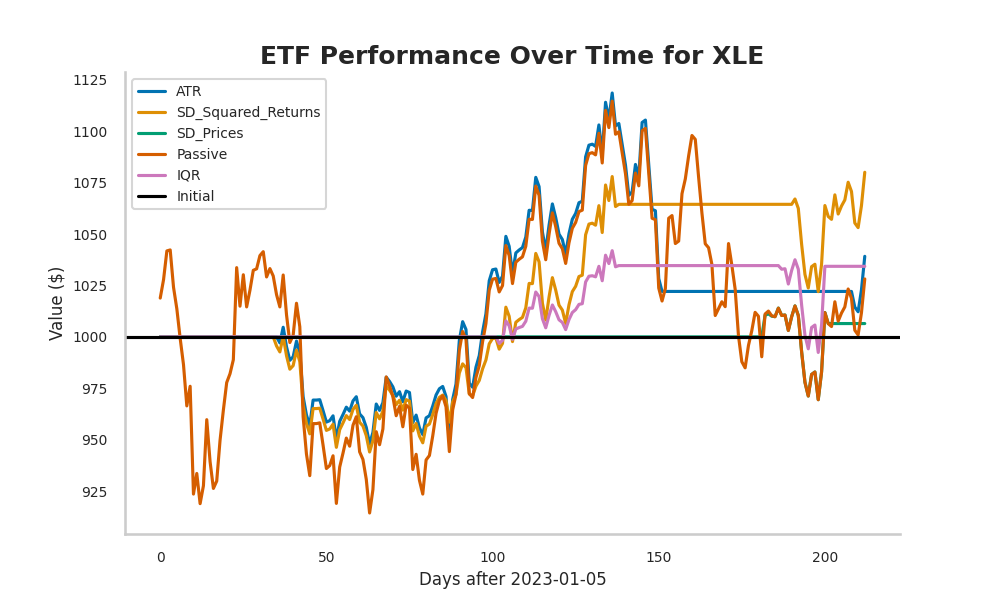 ETF Performance Over Time for XLE
1125
1100
1075
1050
1025
1000
975
950
925
Value ($)
ATR
SD_Squared_Returns
SD_Prices
Passive
IQR
Initial
0 50 100 150 200
Days after 2023-01-05